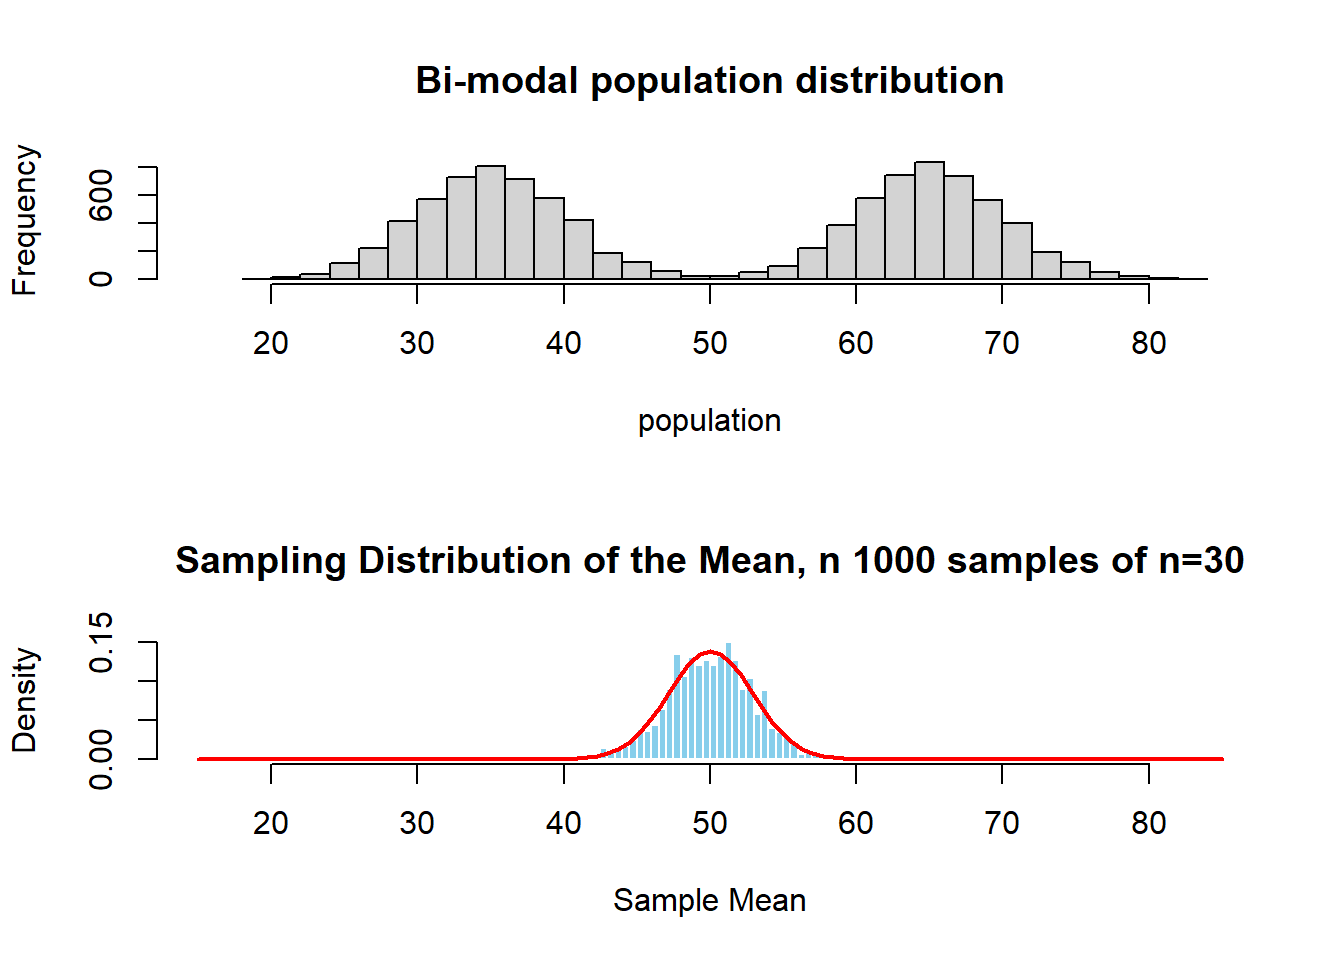 Bi-modal population distribution
Frequency
600
0
20 30 40 50 60 70 80
population
Sampling Distribution of the Mean, n 1000 samples of n=30
Density
0.15
0.00
20 30 40 50 60 70 80
Sample Mean